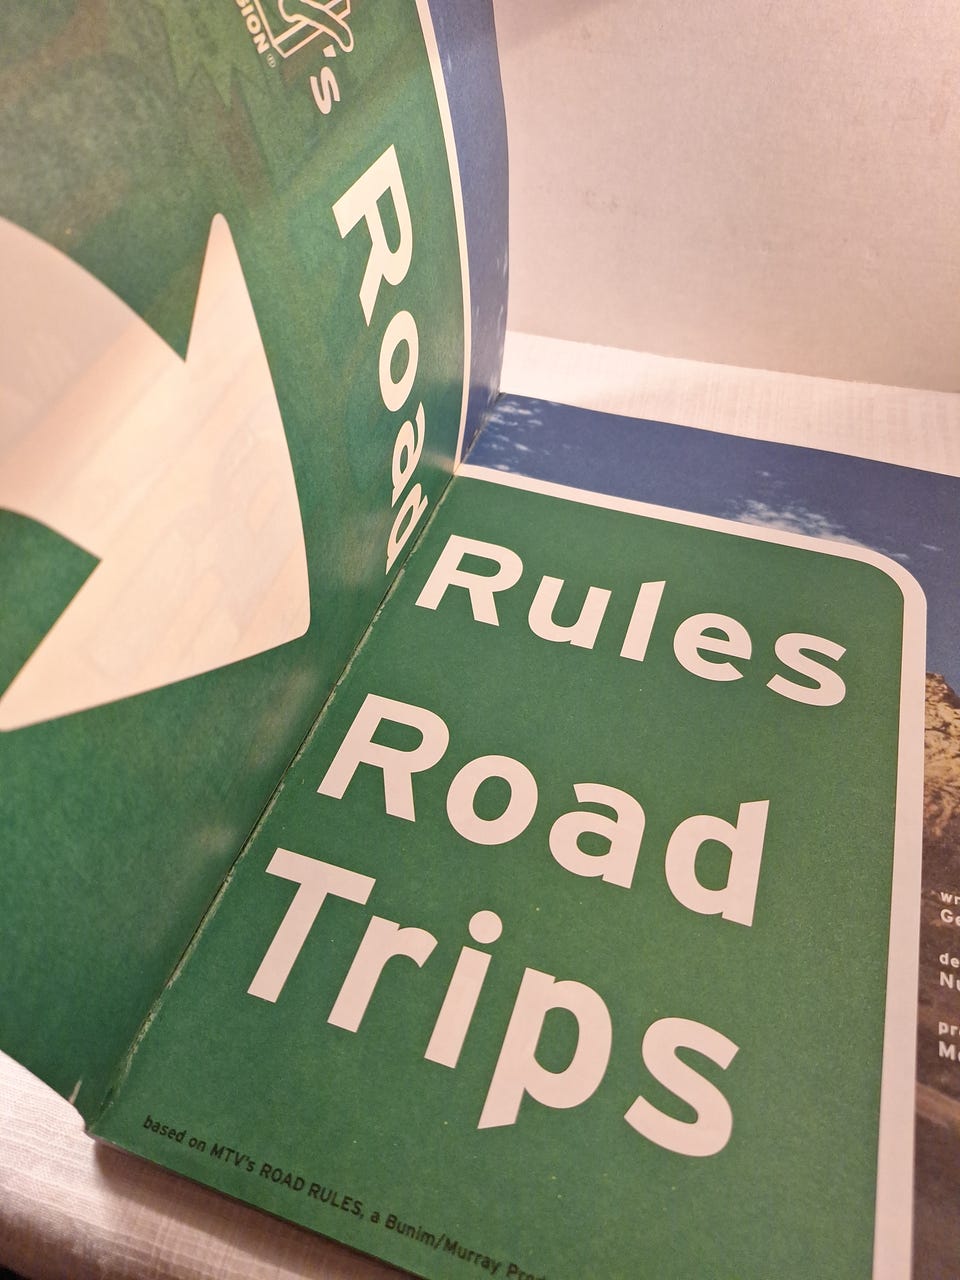 's
Road
Rules
Road
Trips
based on MTV's ROAD RULES, a Bunim/Murray